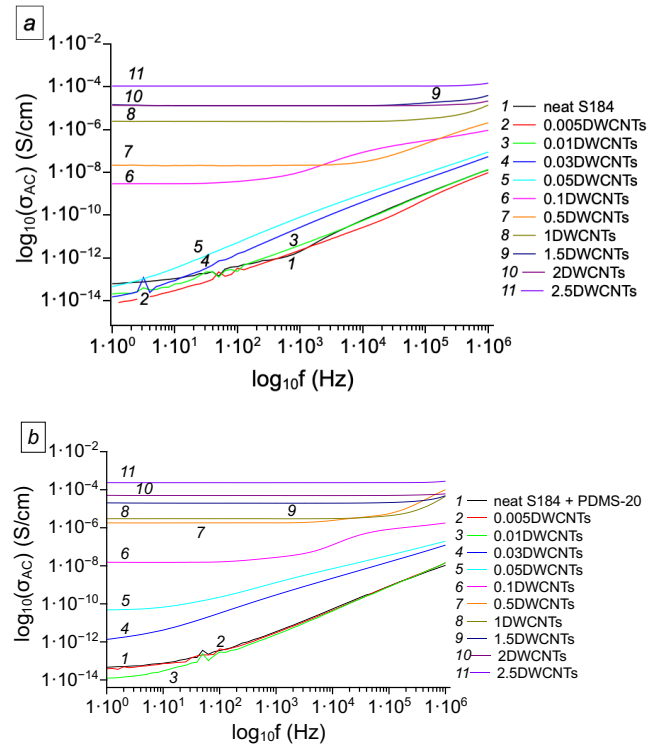 a
1·10⁻²
1·10⁻⁴
1·10⁻⁶
1·10⁻⁸
1·10⁻¹⁰
1·10⁻¹²
1·10⁻¹⁴
log₁₀(σAC) (S/cm)
11
10
9
8
7
6
5
4
3
2
1
1·10⁰ 1·10¹ 1·10² 1·10³ 1·10⁴ 1·10⁵ 1·10⁶
log₁₀f (Hz)
1 neat S184
2 0.005DWCNTs
3 0.01DWCNTs
4 0.03DWCNTs
5 0.05DWCNTs
6 0.1DWCNTs
7 0.5DWCNTs
8 1DWCNTs
9 1.5DWCNTs
10 2DWCNTs
11 2.5DWCNTs
b
1·10⁻²
1·10⁻⁴
1·10⁻⁶
1·10⁻⁸
1·10⁻¹⁰
1·10⁻¹²
1·10⁻¹⁴
log₁₀(σAC) (S/cm)
11
10
8
9
7
6
5
4
1
2
3
1·10⁰ 1·10¹ 1·10² 1·10³ 1·10⁴ 1·10⁵ 1·10⁶
log₁₀f (Hz)
1 neat S184 + PDMS-20
2 0.005DWCNTs
3 0.01DWCNTs
4 0.03DWCNTs
5 0.05DWCNTs
6 0.1DWCNTs
7 0.5DWCNTs
8 1DWCNTs
9 1.5DWCNTs
10 2DWCNTs
11 2.5DWCNTs